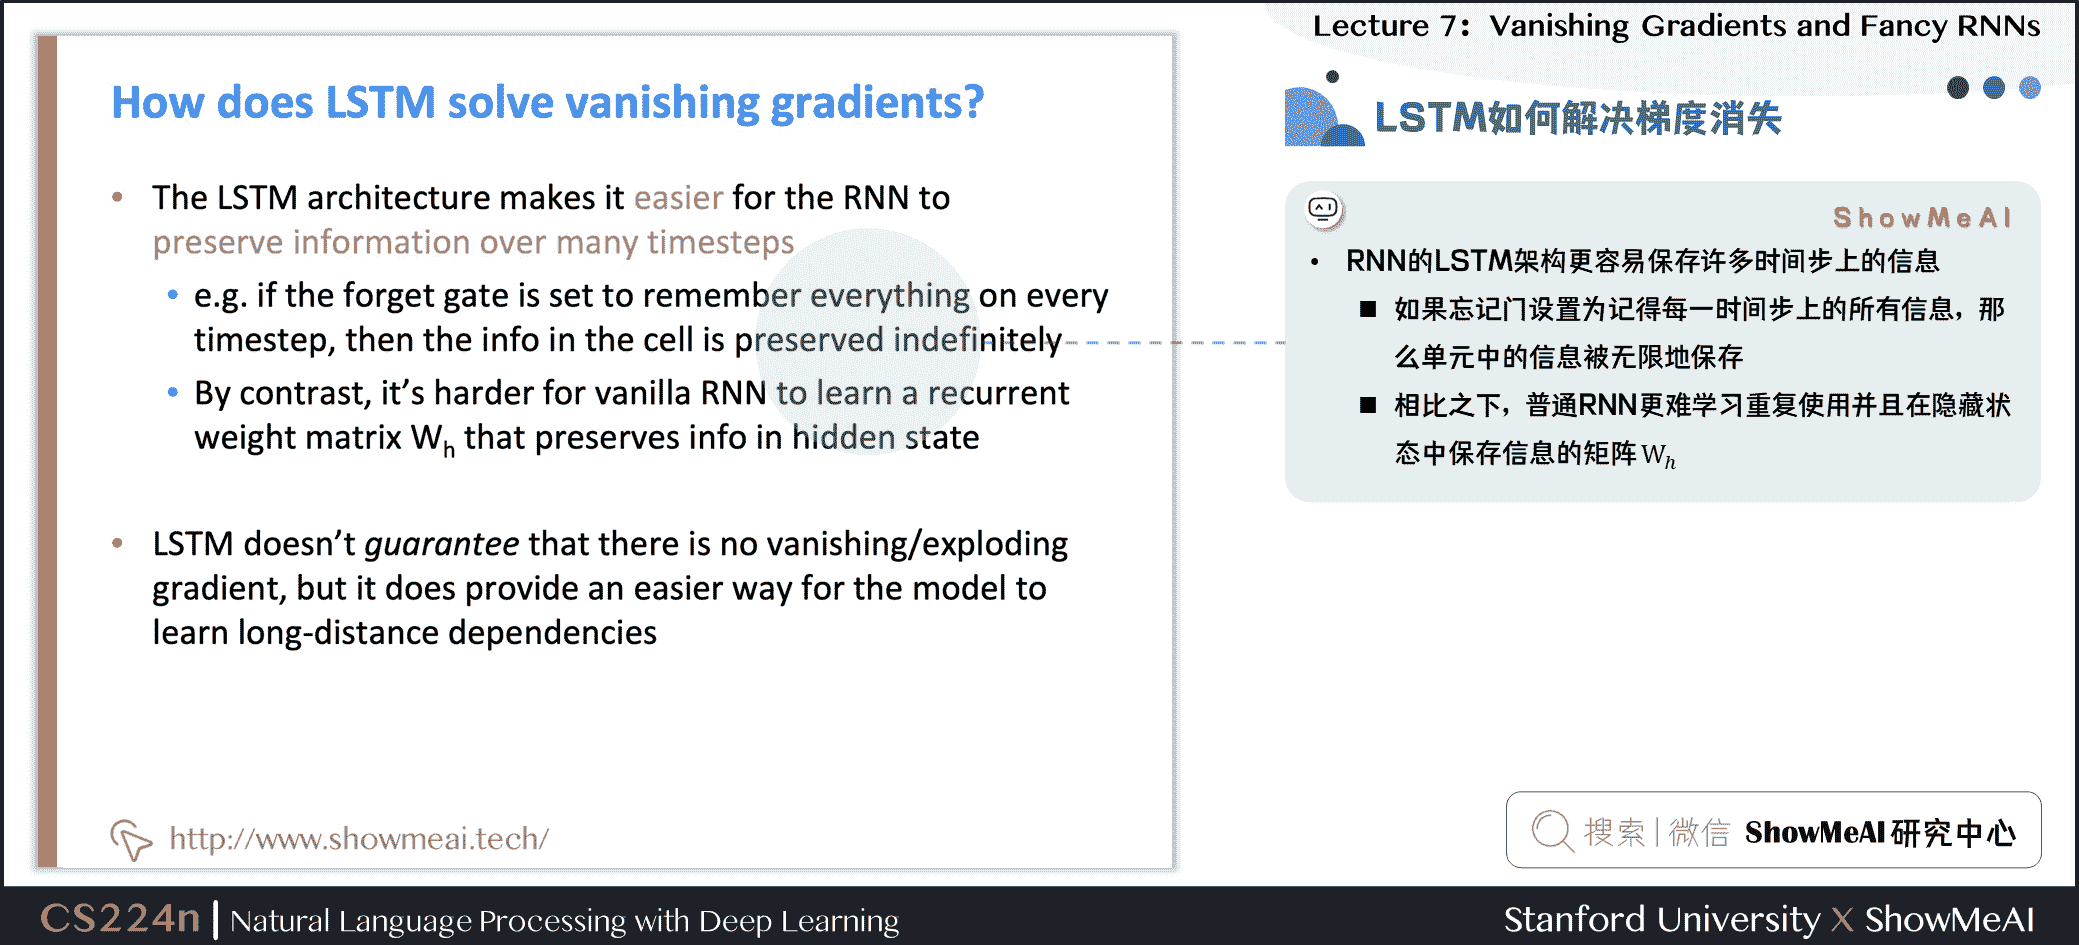 Lecture 7: Vanishing Gradients and Fancy RNNs
How does LSTM solve vanishing gradients?
• The LSTM architecture makes it easier for the RNN to
preserve information over many timesteps
• e.g. if the forget gate is set to remember everything on every
timestep, then the info in the cell is preserved indefinitely
• By contrast, it’s harder for vanilla RNN to learn a recurrent
weight matrix Wh that preserves info in hidden state
• LSTM doesn’t guarantee that there is no vanishing/exploding
gradient, but it does provide an easier way for the model to
learn long-distance dependencies
http://www.showmeai.tech/
LSTM如何解决梯度消失
ShowMeAI
• RNN的LSTM架构更容易保存许多时间步上的信息
■ 如果忘记门设置为记得每一时间步上的所有信息，那
么单元中的信息被无限地保存
■ 相比之下，普通RNN更难学习重复使用并且在隐藏状
态中保存信息的矩阵Wh
搜索|微信 ShowMeAI研究中心
CS224n | Natural Language Processing with Deep Learning
Stanford University X ShowMeAI